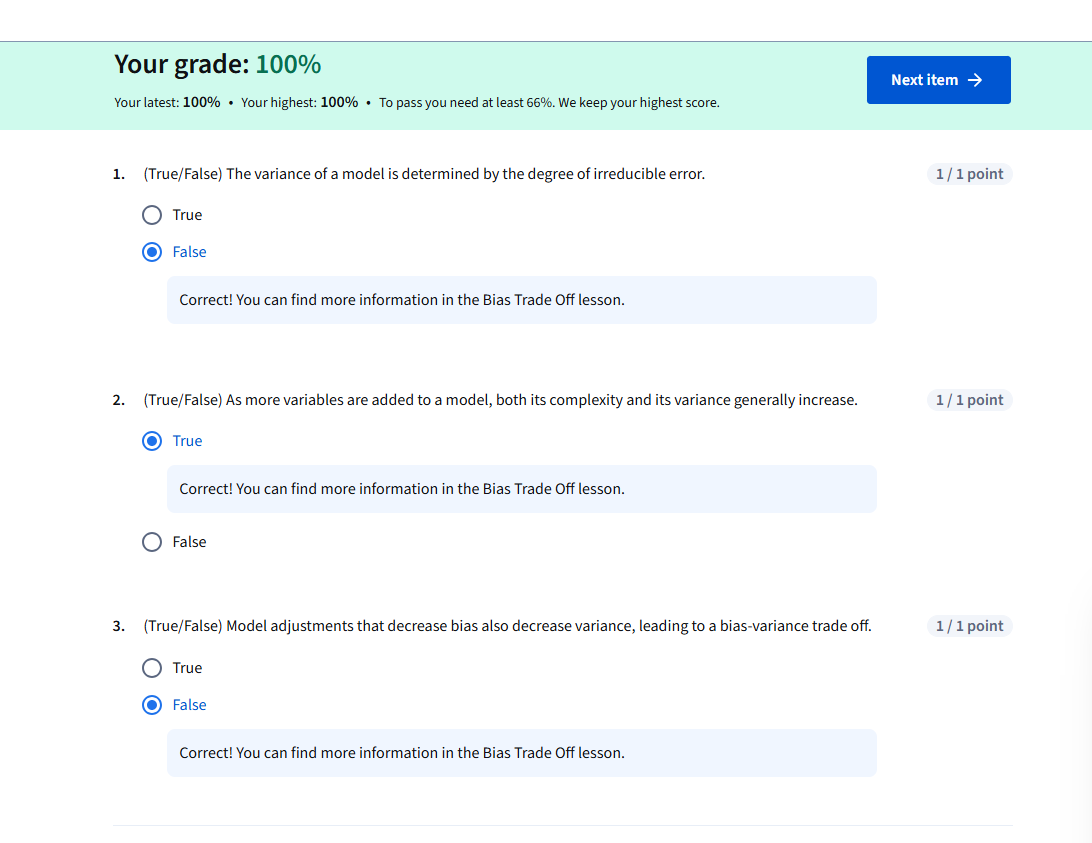 Your grade: 100%
Next item →
Your latest: 100% • Your highest: 100% • To pass you need at least 66%. We keep your highest score.
1. (True/False) The variance of a model is determined by the degree of irreducible error.
1 / 1 point
True
False
Correct! You can find more information in the Bias Trade Off lesson.
2. (True/False) As more variables are added to a model, both its complexity and its variance generally increase.
1 / 1 point
True
Correct! You can find more information in the Bias Trade Off lesson.
False
3. (True/False) Model adjustments that decrease bias also decrease variance, leading to a bias-variance trade off.
1 / 1 point
True
False
Correct! You can find more information in the Bias Trade Off lesson.